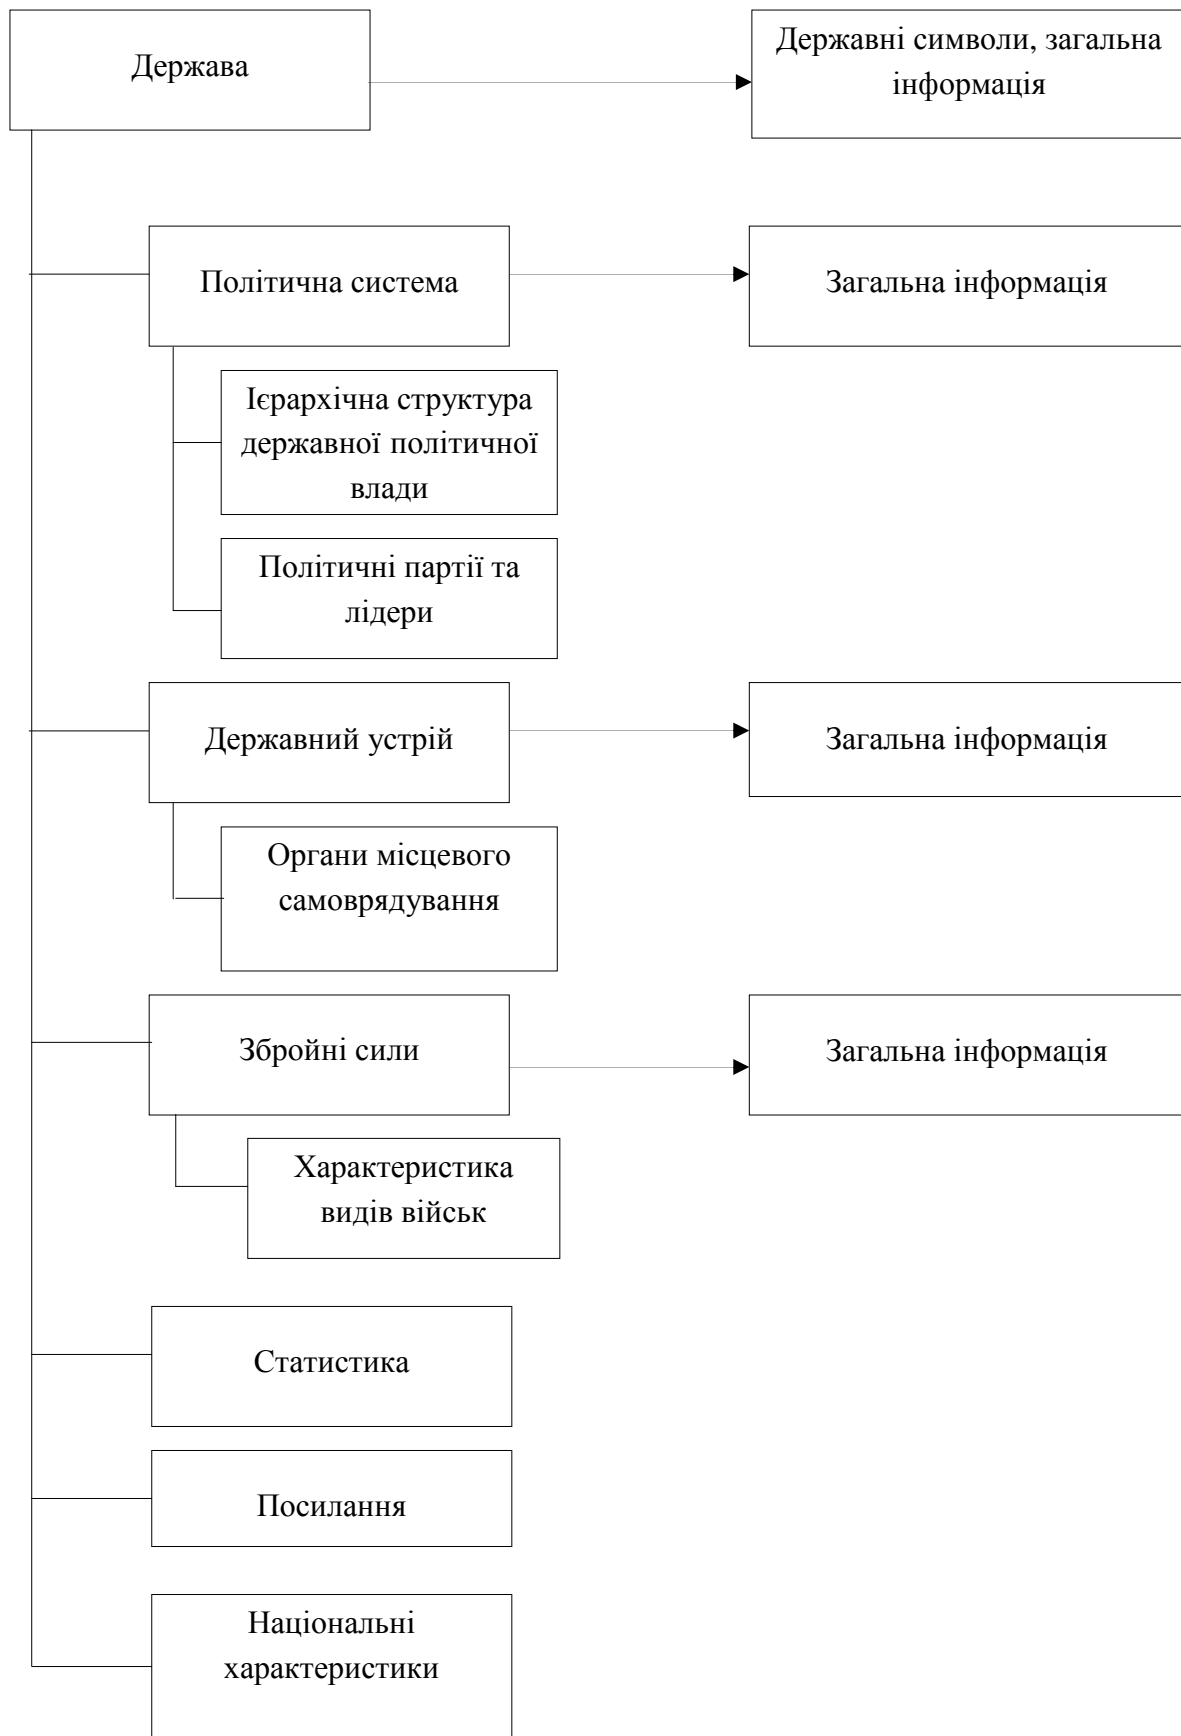 Держава
Державні символи, загальна
інформація
Політична система
Загальна інформація
Ієрархічна структура
державної політичної
влади
Політичні партії та
лідери
Державний устрій
Загальна інформація
Органи місцевого
самоврядування
Збройні сили
Загальна інформація
Характеристика
видів військ
Статистика
Посилання
Національні
характеристики